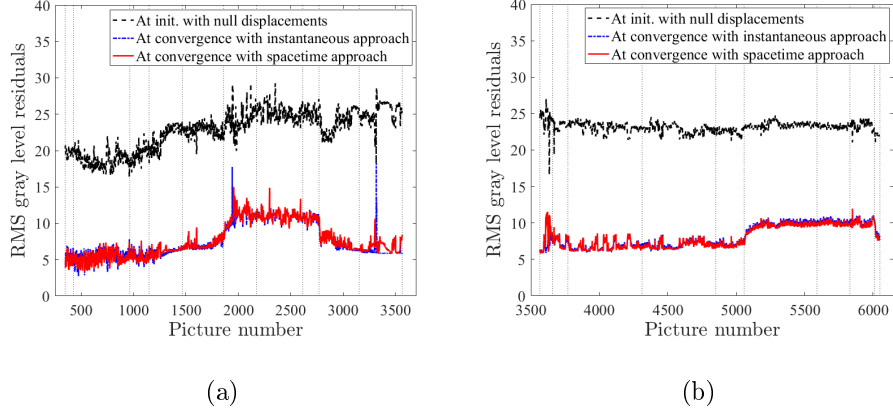 At init. with null displacements
At convergence with instantaneous approach
At convergence with spacetime approach
RMS gray level residuals
40
35
30
25
20
15
10
5
0
500 1000 1500 2000 2500 3000 3500
Picture number
(a)
At init. with null displacements
At convergence with instantaneous approach
At convergence with spacetime approach
RMS gray level residuals
40
35
30
25
20
15
10
5
0
3500 4000 4500 5000 5500 6000
Picture number
(b)